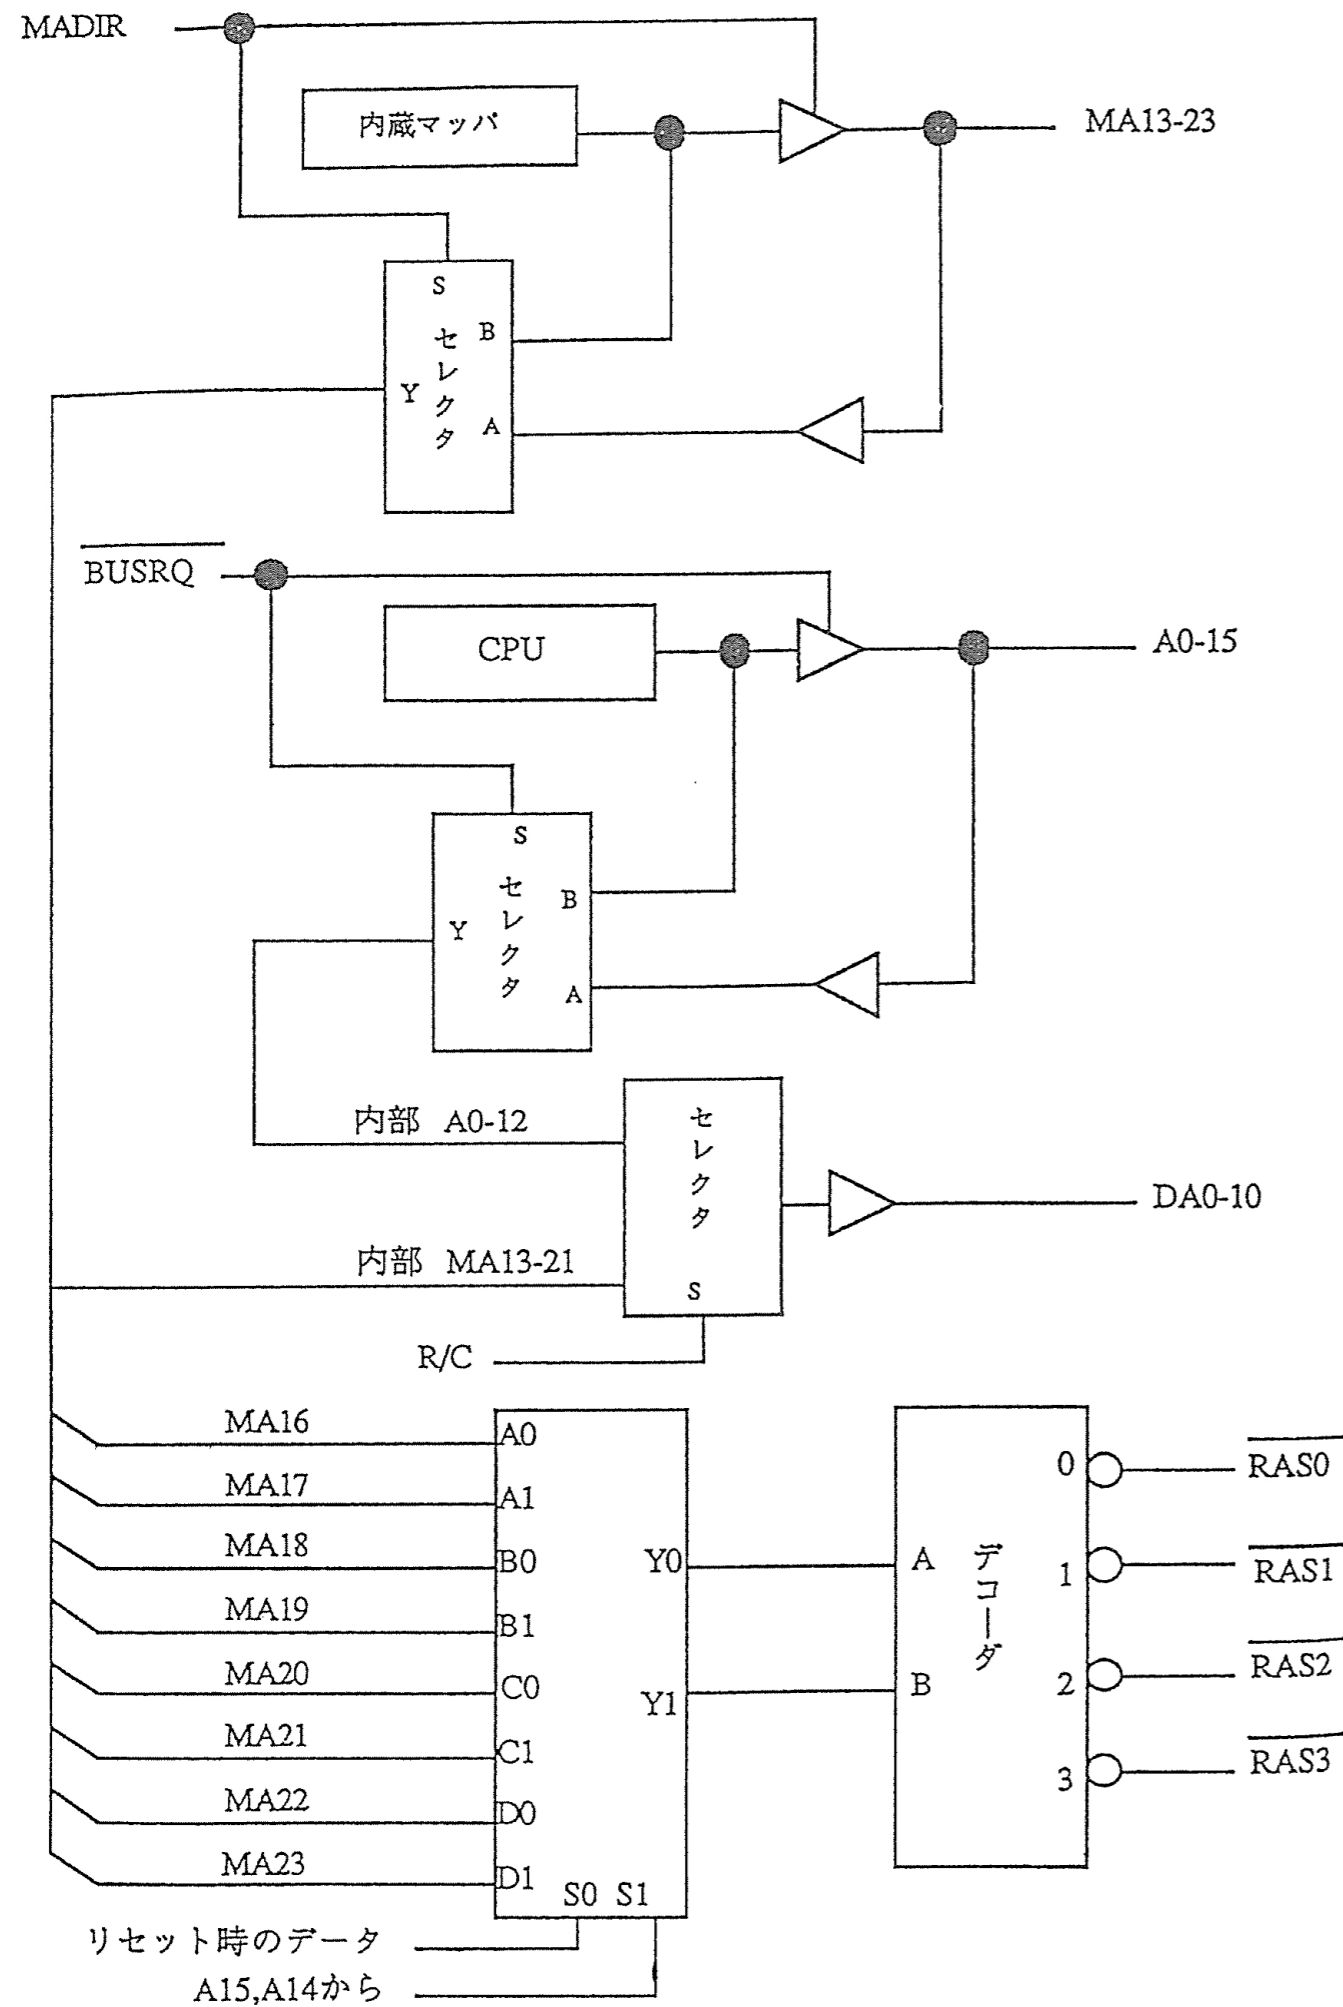 MADIR
内蔵マッパ
MA13-23
S
セレクタ
B
Y
A
BUSRQ
CPU
A0-15
S
セレクタ
B
Y
A
内部 A0-12
セレクタ
DA0-10
内部 MA13-21
S
R/C
MA16
A0
MA17
A1
MA18
B0
MA19
B1
MA20
C0
MA21
C1
MA22
D0
MA23
D1
Y0
Y1
S0 S1
A
B
デコーダ
0
RAS0
1
RAS1
2
RAS2
3
RAS3
リセット時のデータ
A15,A14から